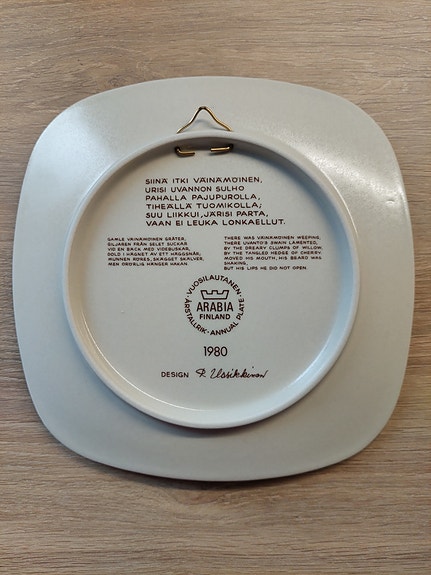 SIINÄ ITKI VÄINÄMÖINEN,
URISI UVANNON SULHO
PAHALLA PAJUPUROLLA,
TIHEÄLLÄ TUOMIKOLLA;
SUU LIIKKUI, JÄRISI PARTA,
VAAN EI LEUKA LONKAELLUT.
GAMLE VÄINÄMÖINEN GRÅTER,
SILJAREN FRÅN SELET SUCKAR
VID EN BÄCK MED VIDEBUSKAR,
DOLD I HÄGNET AV ETT HÄGGSNÅR;
MUNNEN RÖRES, SKÄGGET SKÄLVER,
MEN ORÖRLIG HÄNGER HAKAN
THERE WAS VÄINÄMÖINEN WEEPING,
THERE UVANTO'S SWAIN LAMENTED,
BY THE DREARY CLUMPS OF WILLOW,
BY THE TANGLED HEDGE OF CHERRY.
MOVED HIS MOUTH, HIS BEARD WAS
SHAKING,
BUT HIS LIPS HE DID NOT OPEN.
VUOSILAUTANEN · ÅRSTALLRIK · ANNUAL PLATE
ARABIA
FINLAND
1980
DESIGN R. Uosikkinen